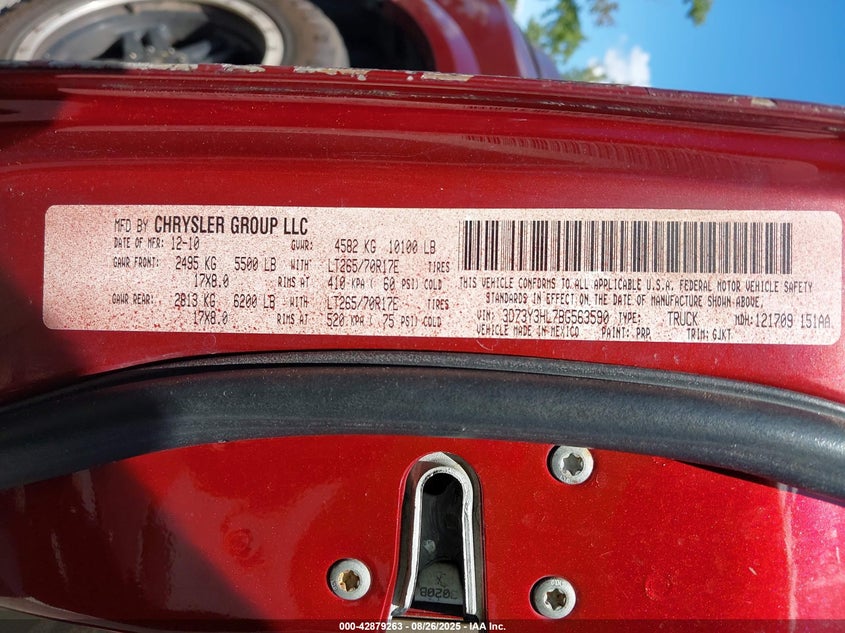 MFD BY CHRYSLER GROUP LLC
DATE OF MFR: 12-10 GVWR: 4582 KG 10100 LB
GAWR FRONT: 2495 KG 5500 LB WITH LT265/70R17E TIRES
17X8.0 RIMS AT 410 KPA ( 60 PSI) COLD
GAWR REAR: 2813 KG 6200 LB WITH LT265/70R17E TIRES
17X8.0 RIMS AT 520 KPA ( 75 PSI) COLD
THIS VEHICLE CONFORMS TO ALL APPLICABLE U.S.A. FEDERAL MOTOR VEHICLE SAFETY
STANDARDS IN EFFECT ON THE DATE OF MANUFACTURE SHOWN ABOVE.
VIN: 3D73Y3HL7BG563590 TYPE: TRUCK MDH: 121709 151AA
VEHICLE MADE IN MEXICO PAINT: PRP TRIM: GJKT
3020B
000-42879263 - 08/26/2025 - IAA Inc.